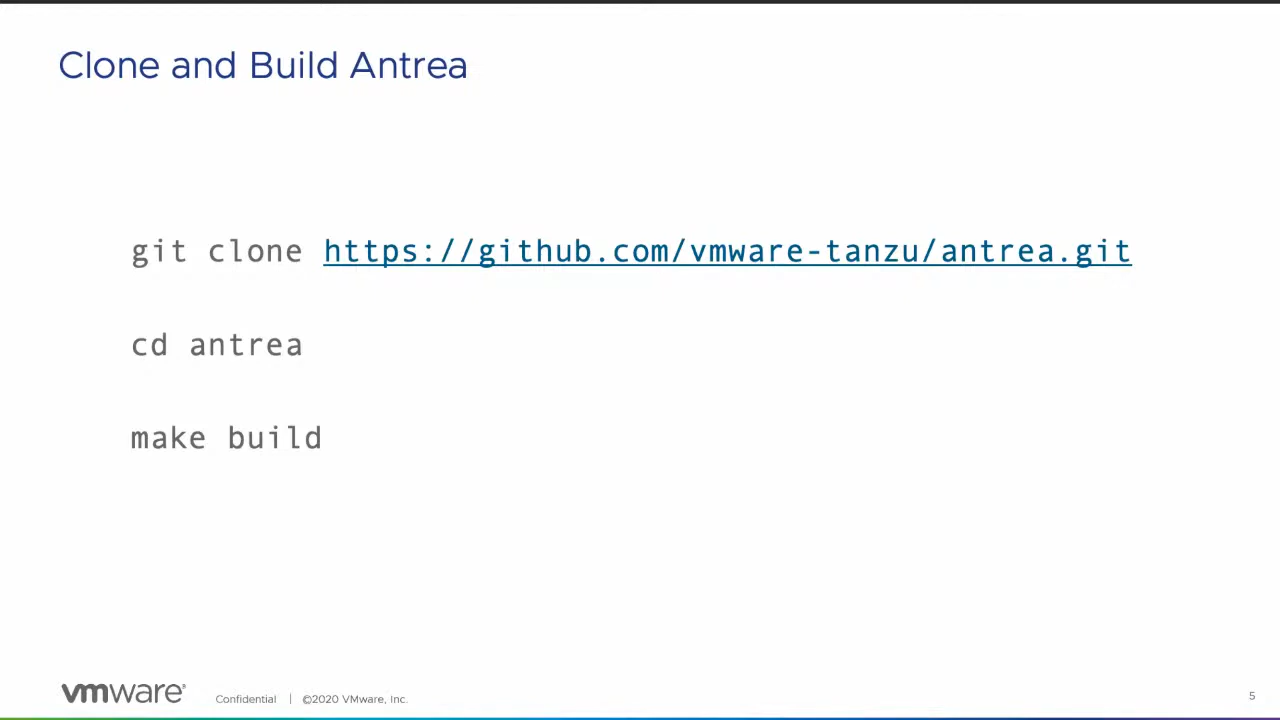 Clone and Build Antrea
git clone https://github.com/vmware-tanzu/antrea.git
cd antrea
make build
vmware® Confidential | ©2020 VMware, Inc. 5